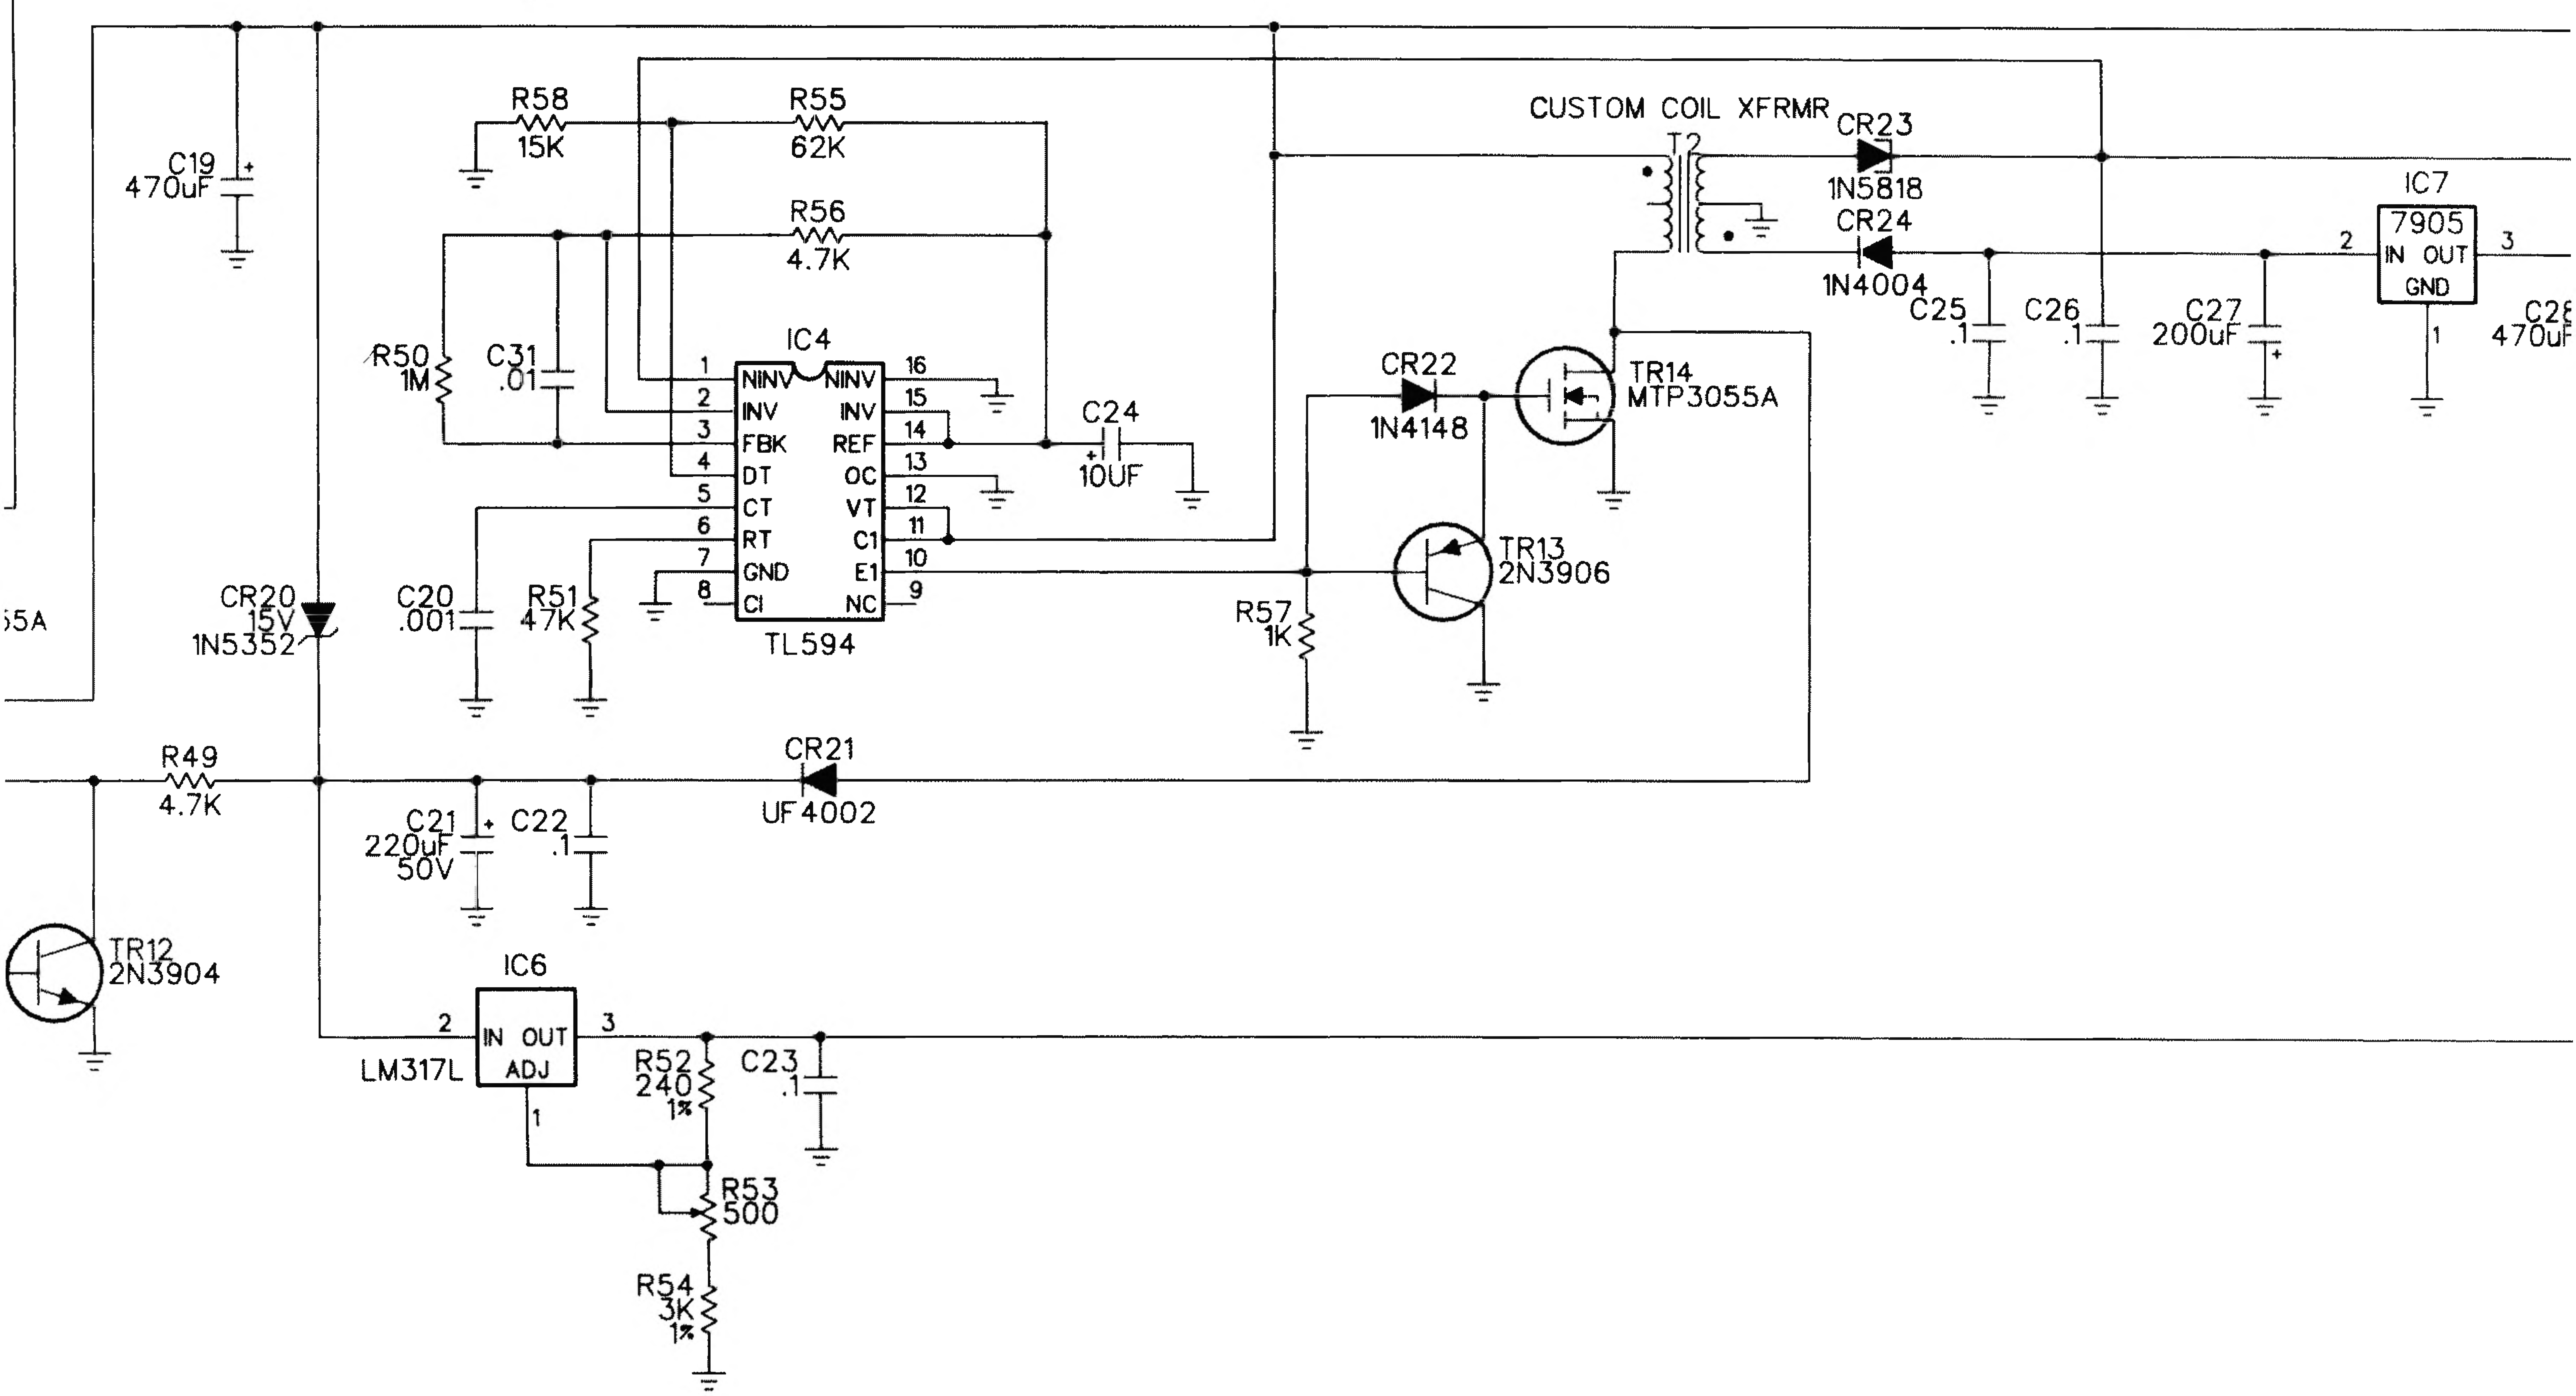 R58
15K
R55
62K
CUSTOM COIL XFRMR
T2
CR23
1N5818
C19
+
470uF
R56
4.7K
CR24
1N4004
IC7
7905
IN OUT
GND
2
3
1
C25
.1
C26
.1
C27
200uF
+
470uF
R50
1M
C31
.01
IC4
1 NINV NINV 16
2 INV INV 15
3 FBK REF 14
4 DT OC 13
5 CT VT 12
6 RT C1 11
7 GND E1 10
8 CI NC 9
TL594
C24
+
10UF
CR22
1N4148
TR14
MTP3055A
TR13
2N3906
55A
CR20
15V
1N5352
C20
.001
R51
47K
R57
1K
R49
4.7K
CR21
UF4002
C21
+
220uF
50V
C22
.1
TR12
2N3904
IC6
2
IN OUT
3
LM317L
ADJ
1
R52
240
1%
C23
.1
R53
500
R54
3K
1%